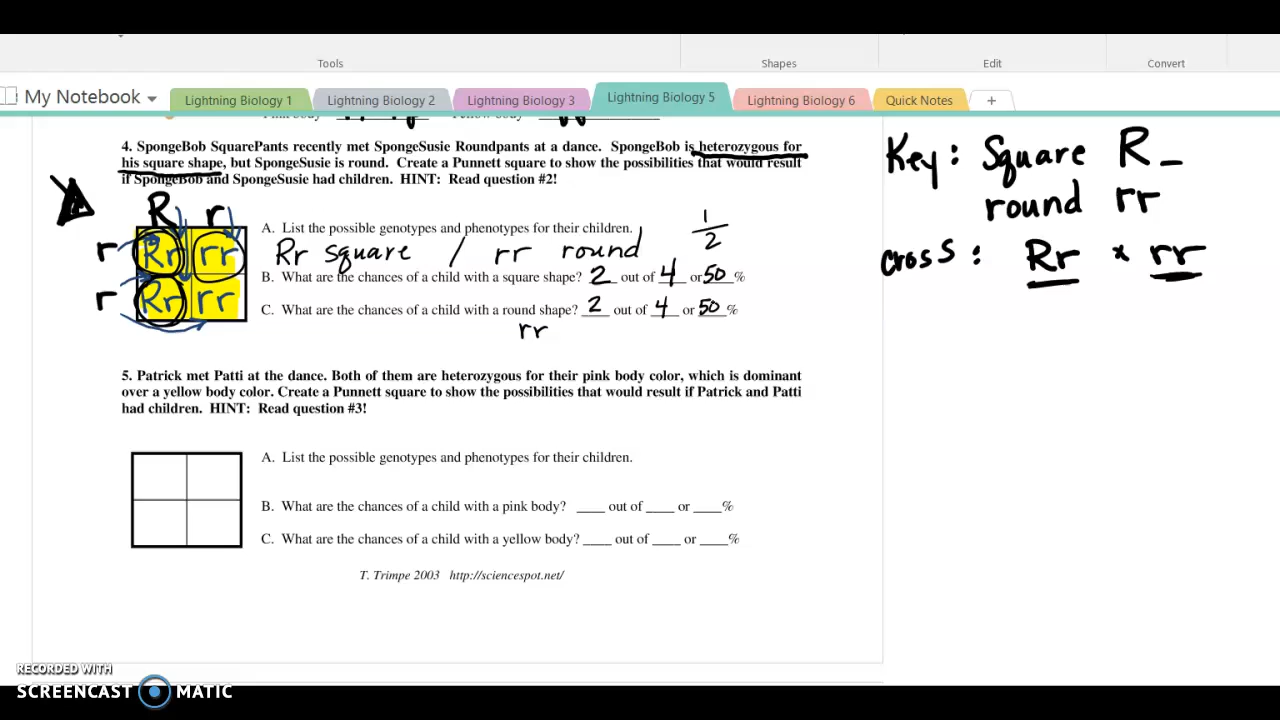 Tools
Shapes
Edit
Convert
My Notebook
Lightning Biology 1
Lightning Biology 2
Lightning Biology 3
Lightning Biology 5
Lightning Biology 6
Quick Notes
+
4. SpongeBob SquarePants recently met SpongeSusie Roundpants at a dance. SpongeBob is heterozygous for
his square shape, but SpongeSusie is round. Create a Punnett square to show the possibilities that would result
if SpongeBob and SpongeSusie had children. HINT: Read question #2!
R r
r Rr rr
r Rr rr
A. List the possible genotypes and phenotypes for their children.
1/2
Rr square / rr round
B. What are the chances of a child with a square shape? 2 out of 4 or 50 %
C. What are the chances of a child with a round shape? 2 out of 4 or 50 %
rr
Key: Square R_
round rr
cross: Rr x rr
5. Patrick met Patti at the dance. Both of them are heterozygous for their pink body color, which is dominant
over a yellow body color. Create a Punnett square to show the possibilities that would result if Patrick and Patti
had children. HINT: Read question #3!
A. List the possible genotypes and phenotypes for their children.
B. What are the chances of a child with a pink body? ____ out of ____ or ____%
C. What are the chances of a child with a yellow body? ____ out of ____ or ____%
T. Trimpe 2003 http://sciencespot.net/
RECORDED WITH
SCREENCAST MATIC